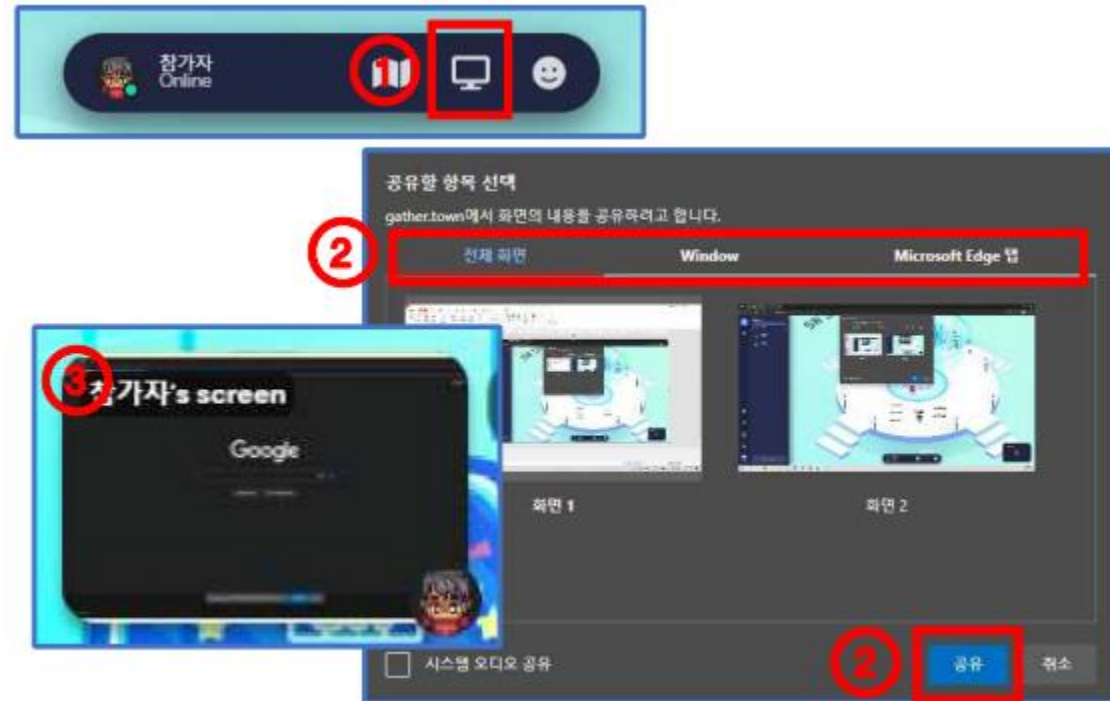 참가자
Online
①
공유할 항목 선택
gather.town에서 화면의 내용을 공유하려고 합니다.
②
전체 화면 Window Microsoft Edge 탭
③
참가자's screen
Google
화면 1 화면 2
시스템 오디오 공유
②
공유 취소